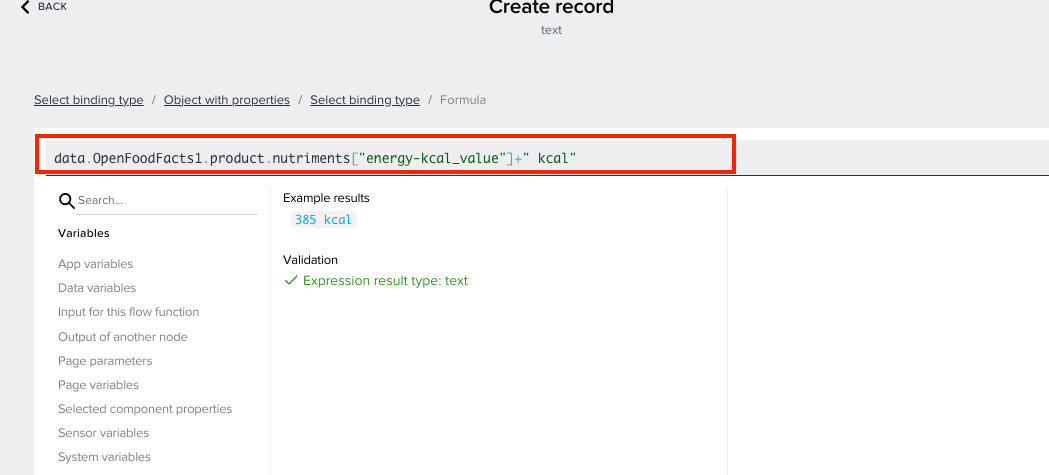 BACK
Create record
text
Select binding type / Object with properties / Select binding type / Formula
data.OpenFoodFacts1.product.nutriments["energy-kcal_value"]+" kcal"
Search...
Variables
App variables
Data variables
Input for this flow function
Output of another node
Page parameters
Page variables
Selected component properties
Sensor variables
System variables
Example results
385 kcal
Validation
Expression result type: text